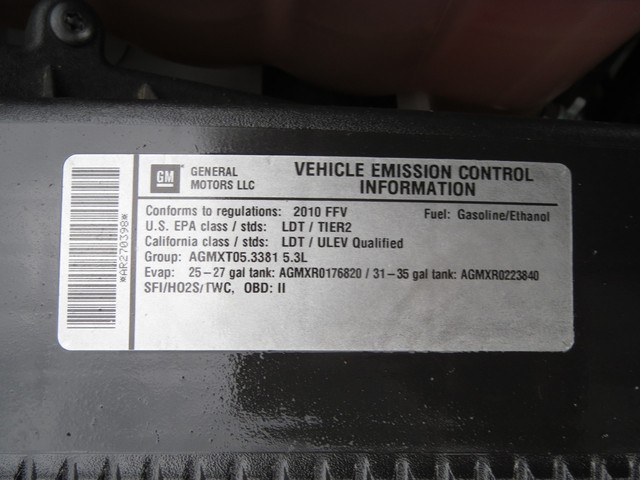 GM
GENERAL MOTORS LLC
VEHICLE EMISSION CONTROL
INFORMATION
Conforms to regulations: 2010 FFV Fuel: Gasoline/Ethanol
U.S. EPA class / stds: LDT / TIER2
California class / stds: LDT / ULEV Qualified
Group: AGMXT05.3381 5.3L
Evap: 25-27 gal tank: AGMXR0176820 / 31-35 gal tank: AGMXR0223840
SFI/HO2S/TWC, OBD: II
*AR270398*